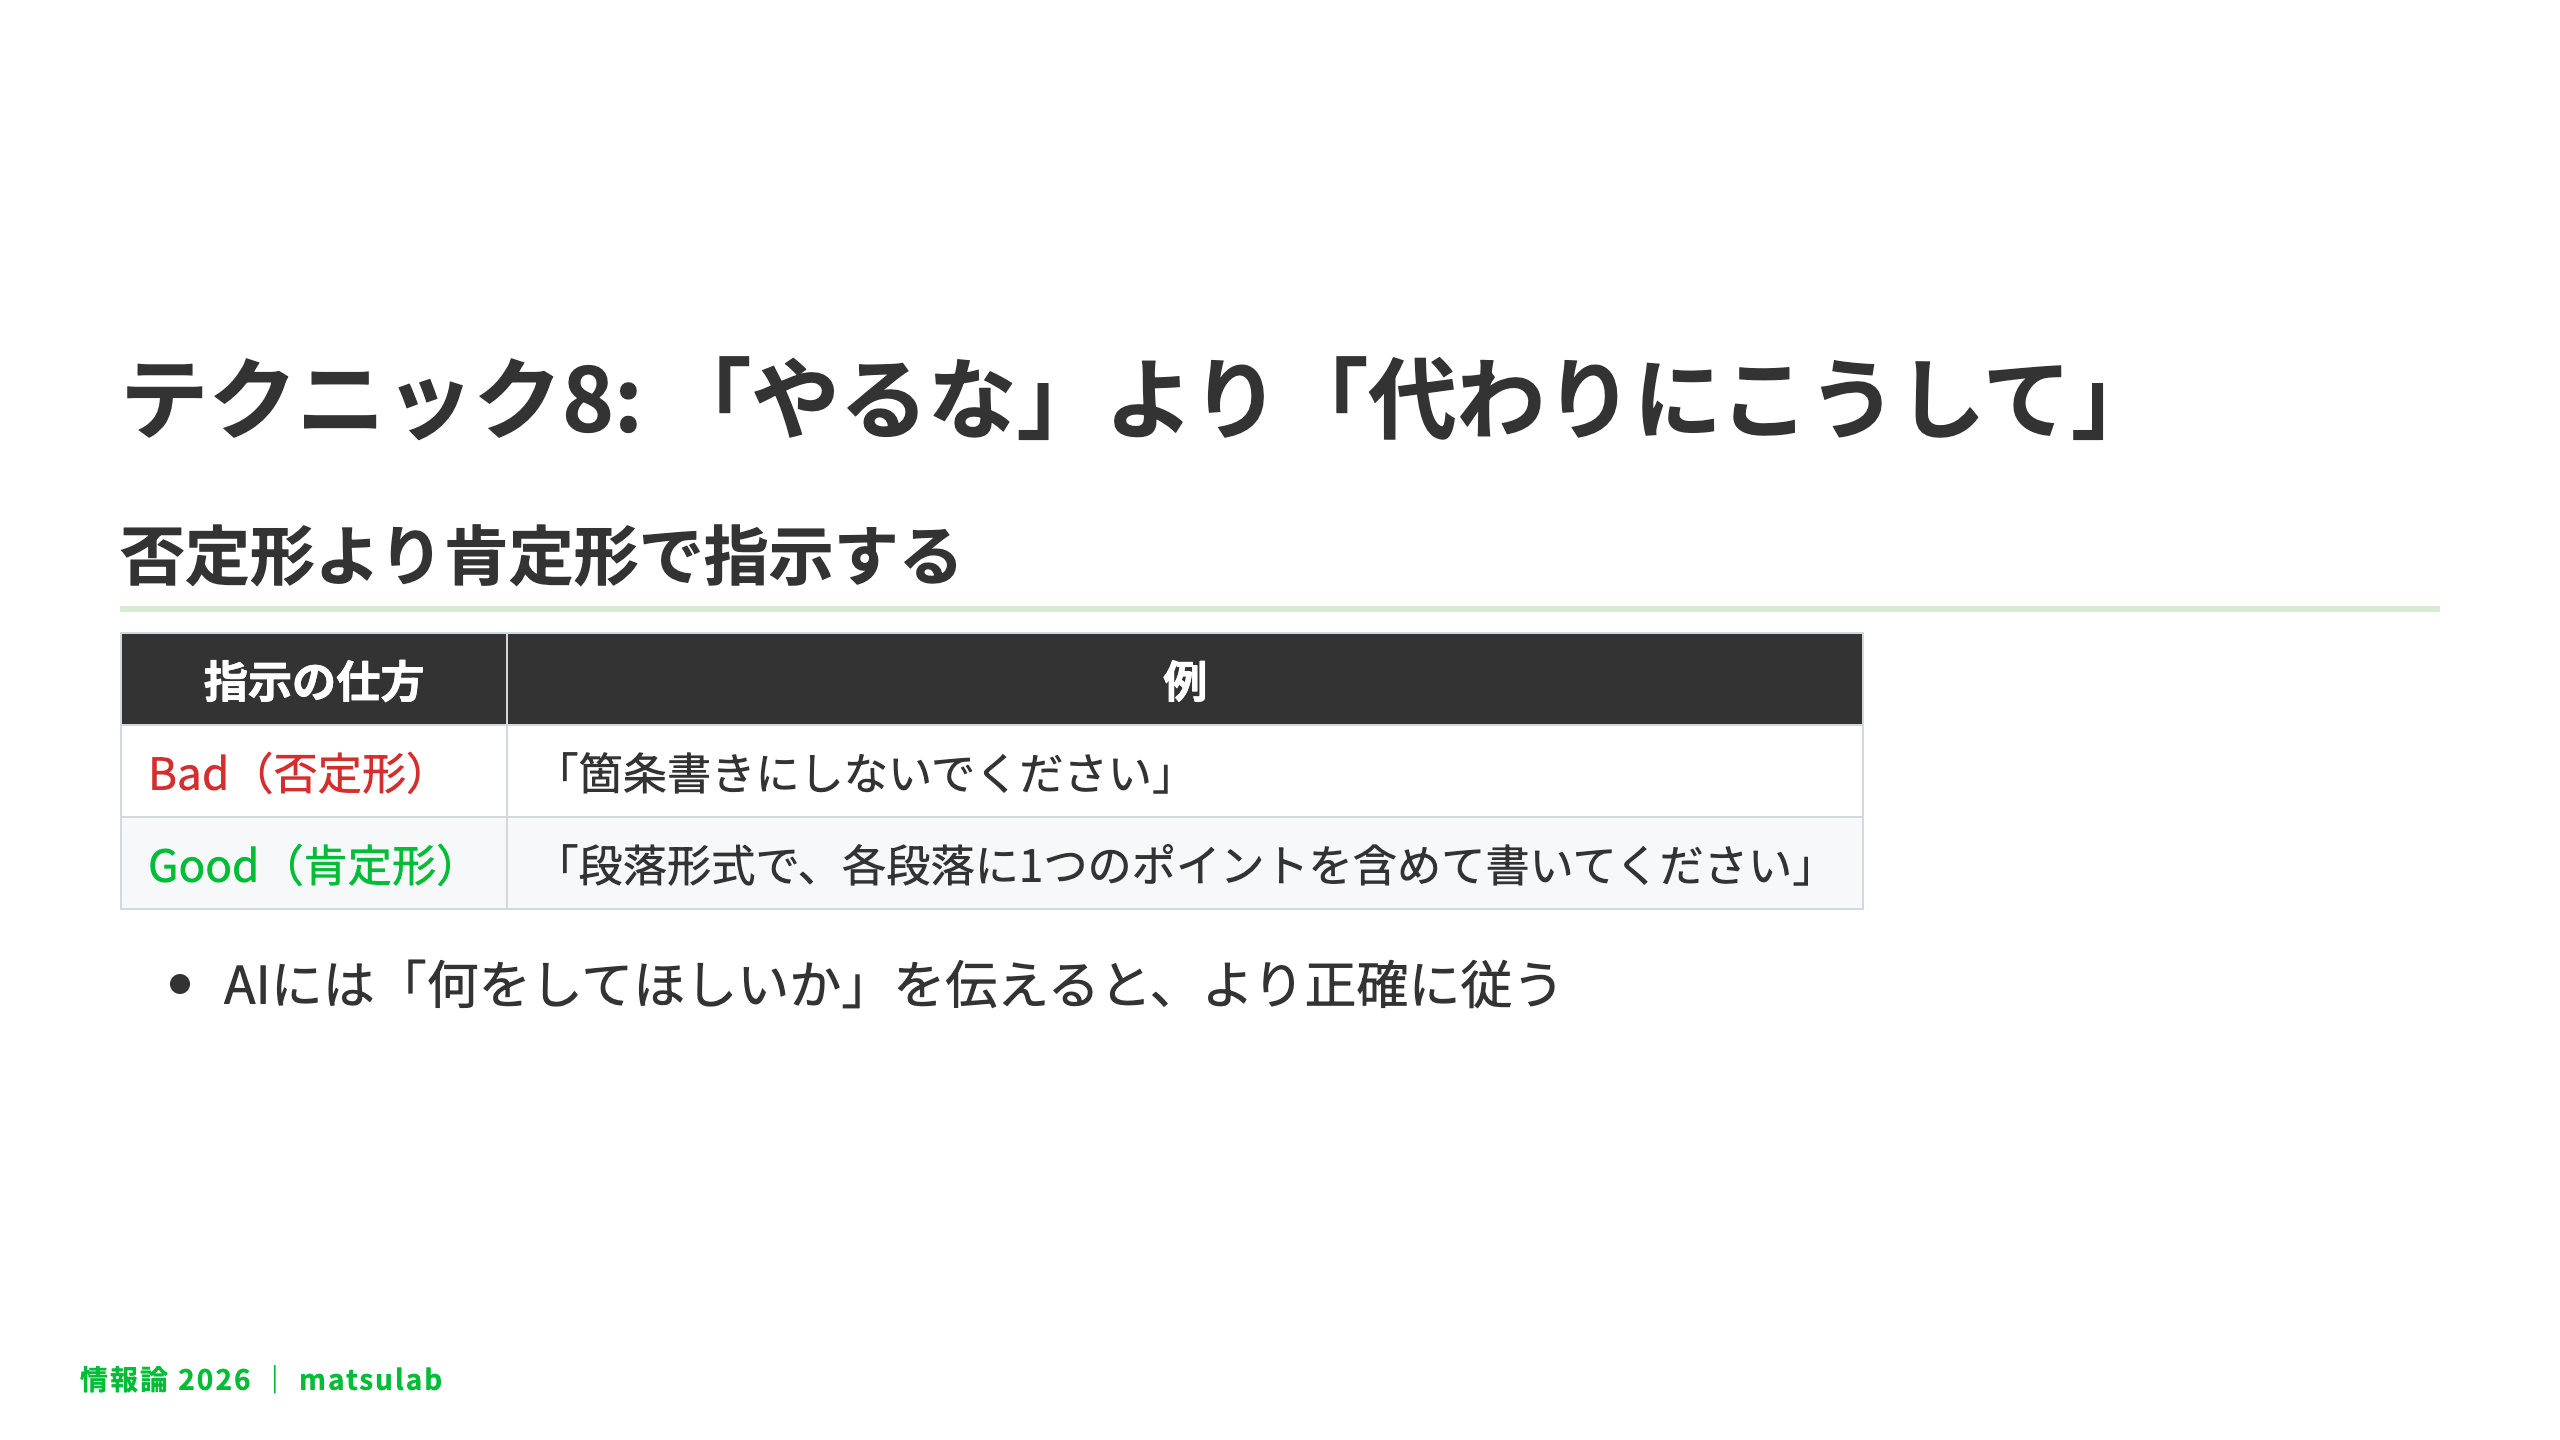 テクニック8: 「やるな」より「代わりにこうして」
否定形より肯定形で指示する
指示の仕方 例
Bad（否定形） 「箇条書きにしないでください」
Good（肯定形） 「段落形式で、各段落に1つのポイントを含めて書いてください」
• AIには「何をしてほしいか」を伝えると、より正確に従う
情報論 2026 ｜ matsulab